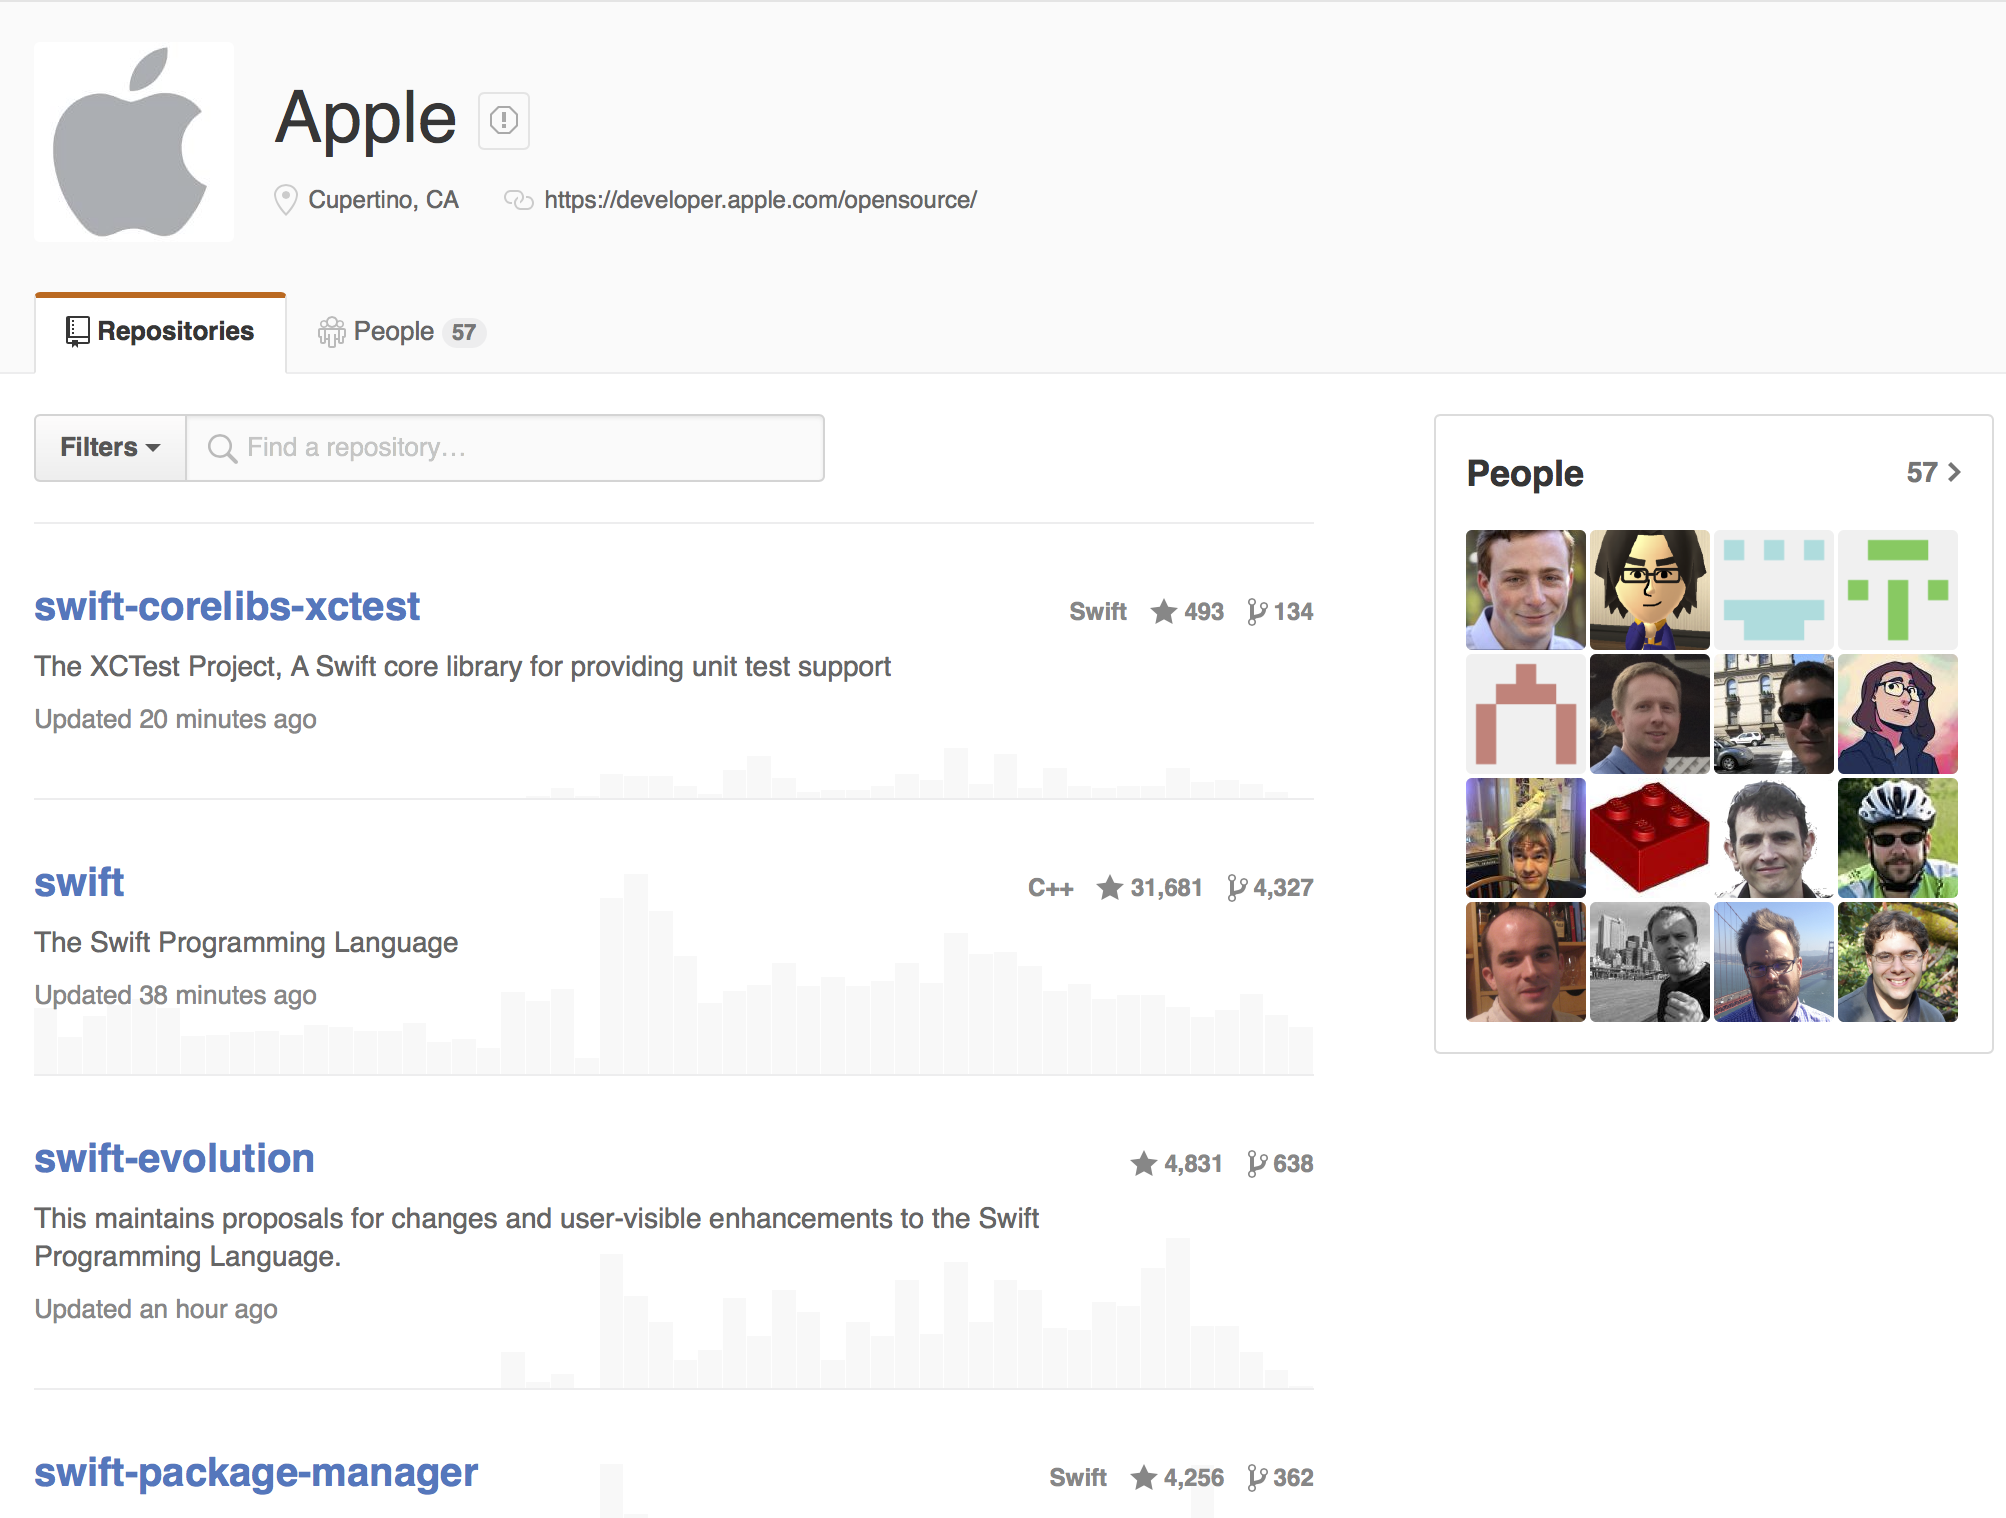 Apple
Cupertino, CA https://developer.apple.com/opensource/
Repositories People 57
Filters Find a repository…
People 57
swift-corelibs-xctest Swift 493 134
The XCTest Project, A Swift core library for providing unit test support
Updated 20 minutes ago
swift C++ 31,681 4,327
The Swift Programming Language
Updated 38 minutes ago
swift-evolution 4,831 638
This maintains proposals for changes and user-visible enhancements to the Swift
Programming Language.
Updated an hour ago
swift-package-manager Swift 4,256 362